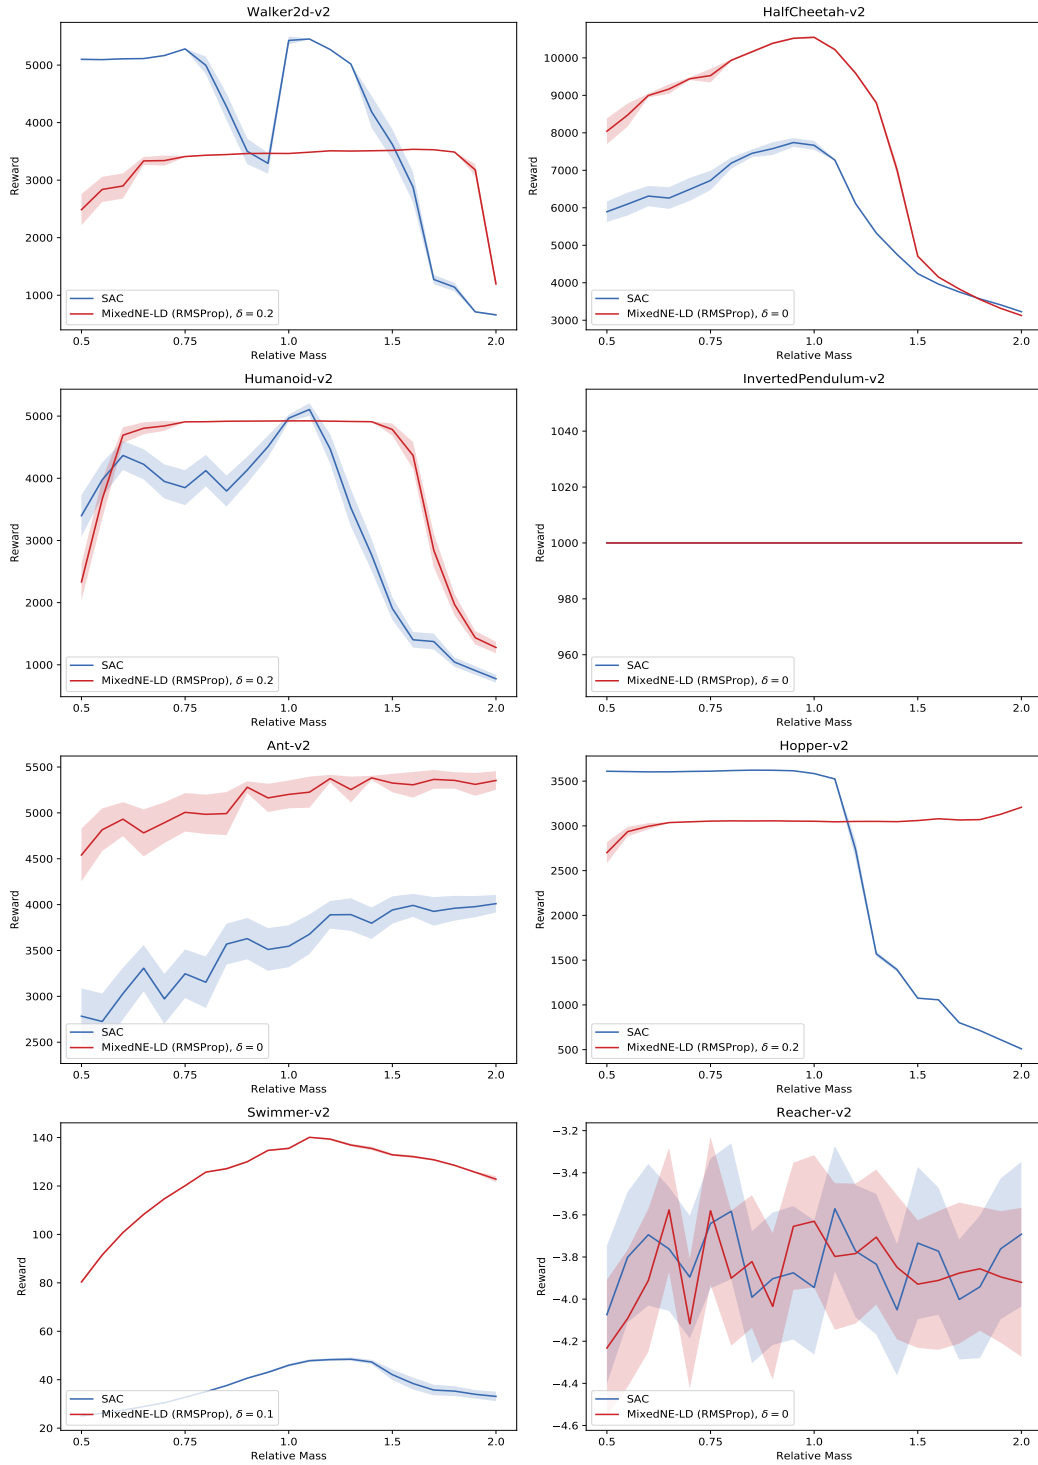 Walker2d-v2
Reward
5000
4000
3000
2000
1000
SAC
MixedNE-LD (RMSProp), δ = 0.2
0.5 0.75 1.0 1.5 2.0
Relative Mass
HalfCheetah-v2
Reward
10000
9000
8000
7000
6000
5000
4000
3000
SAC
MixedNE-LD (RMSProp), δ = 0
0.5 0.75 1.0 1.5 2.0
Relative Mass
Humanoid-v2
Reward
5000
4000
3000
2000
1000
SAC
MixedNE-LD (RMSProp), δ = 0.2
0.5 0.75 1.0 1.5 2.0
Relative Mass
InvertedPendulum-v2
Reward
1040
1020
1000
980
960
SAC
MixedNE-LD (RMSProp), δ = 0
0.5 0.75 1.0 1.5 2.0
Relative Mass
Ant-v2
Reward
5500
5000
4500
4000
3500
3000
2500
SAC
MixedNE-LD (RMSProp), δ = 0
0.5 0.75 1.0 1.5 2.0
Relative Mass
Hopper-v2
Reward
3500
3000
2500
2000
1500
1000
500
SAC
MixedNE-LD (RMSProp), δ = 0.2
0.5 0.75 1.0 1.5 2.0
Relative Mass
Swimmer-v2
Reward
140
120
100
80
60
40
20
SAC
MixedNE-LD (RMSProp), δ = 0.1
0.5 0.75 1.0 1.5 2.0
Relative Mass
Reacher-v2
Reward
−3.2
−3.4
−3.6
−3.8
−4.0
−4.2
−4.4
−4.6
SAC
MixedNE-LD (RMSProp), δ = 0
0.5 0.75 1.0 1.5 2.0
Relative Mass